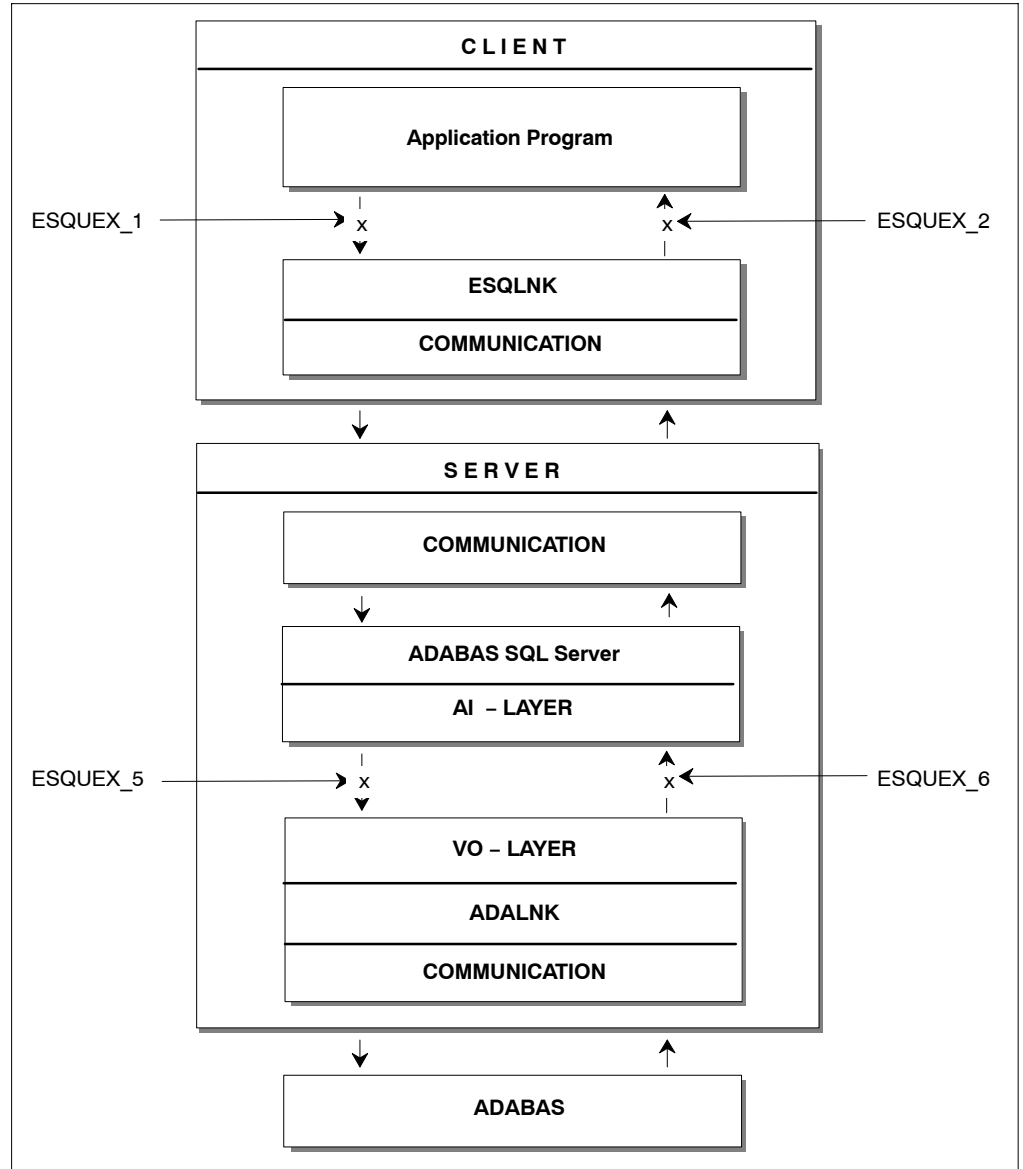 C L I E N T
Application Program
ESQUEX_1
x
x
ESQUEX_2
ESQLNK
COMMUNICATION
S E R V E R
COMMUNICATION
ADABAS SQL Server
AI – LAYER
ESQUEX_5
x
x
ESQUEX_6
VO – LAYER
ADALNK
COMMUNICATION
ADABAS